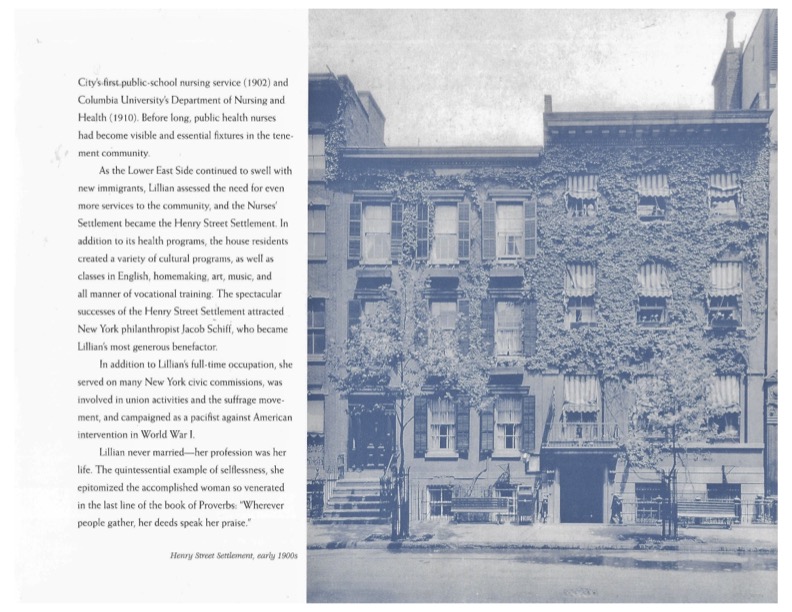 City's first public-school nursing service (1902) and
Columbia University's Department of Nursing and
Health (1910). Before long, public health nurses
had become visible and essential fixtures in the tene-
ment community.
As the Lower East Side continued to swell with
new immigrants, Lillian assessed the need for even
more services to the community, and the Nurses'
Settlement became the Henry Street Settlement. In
addition to its health programs, the house residents
created a variety of cultural programs, as well as
classes in English, homemaking, art, music, and
all manner of vocational training. The spectacular
successes of the Henry Street Settlement attracted
New York philanthropist Jacob Schiff, who became
Lillian's most generous benefactor.
In addition to Lillian's full-time occupation, she
served on many New York civic commissions, was
involved in union activities and the suffrage move-
ment, and campaigned as a pacifist against American
intervention in World War I.
Lillian never married—her profession was her
life. The quintessential example of selflessness, she
epitomized the accomplished woman so venerated
in the last line of the book of Proverbs: "Wherever
people gather, her deeds speak her praise."
Henry Street Settlement, early 1900s